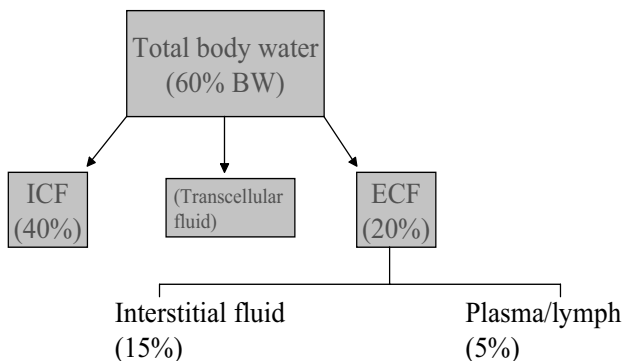 Total body water
(60% BW)
ICF
(40%)
(Transcellular
fluid)
ECF
(20%)
Interstitial fluid
(15%)
Plasma/lymph
(5%)